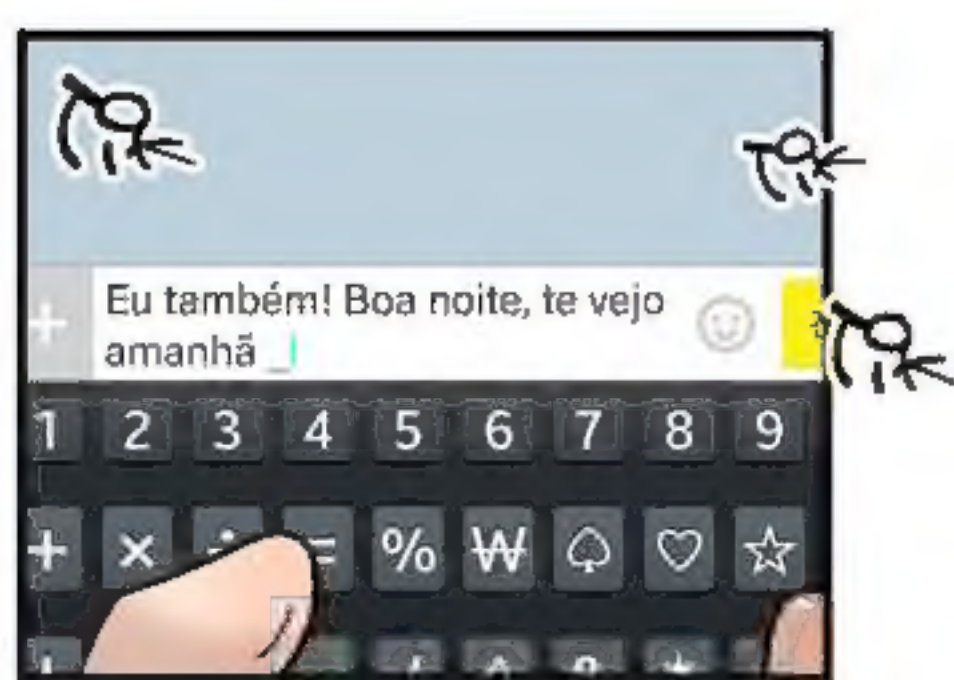 Eu também! Boa noite, te vejo
amanhã _
1 2 3 4 5 6 7 8 9
+ × ÷ = % ₩ ♤ ♡ ☆